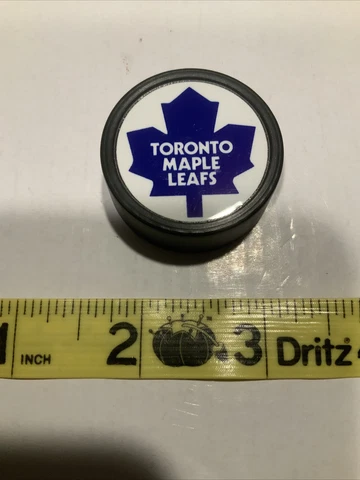 TORONTO
MAPLE
LEAFS
1 INCH 2 3 Dritz